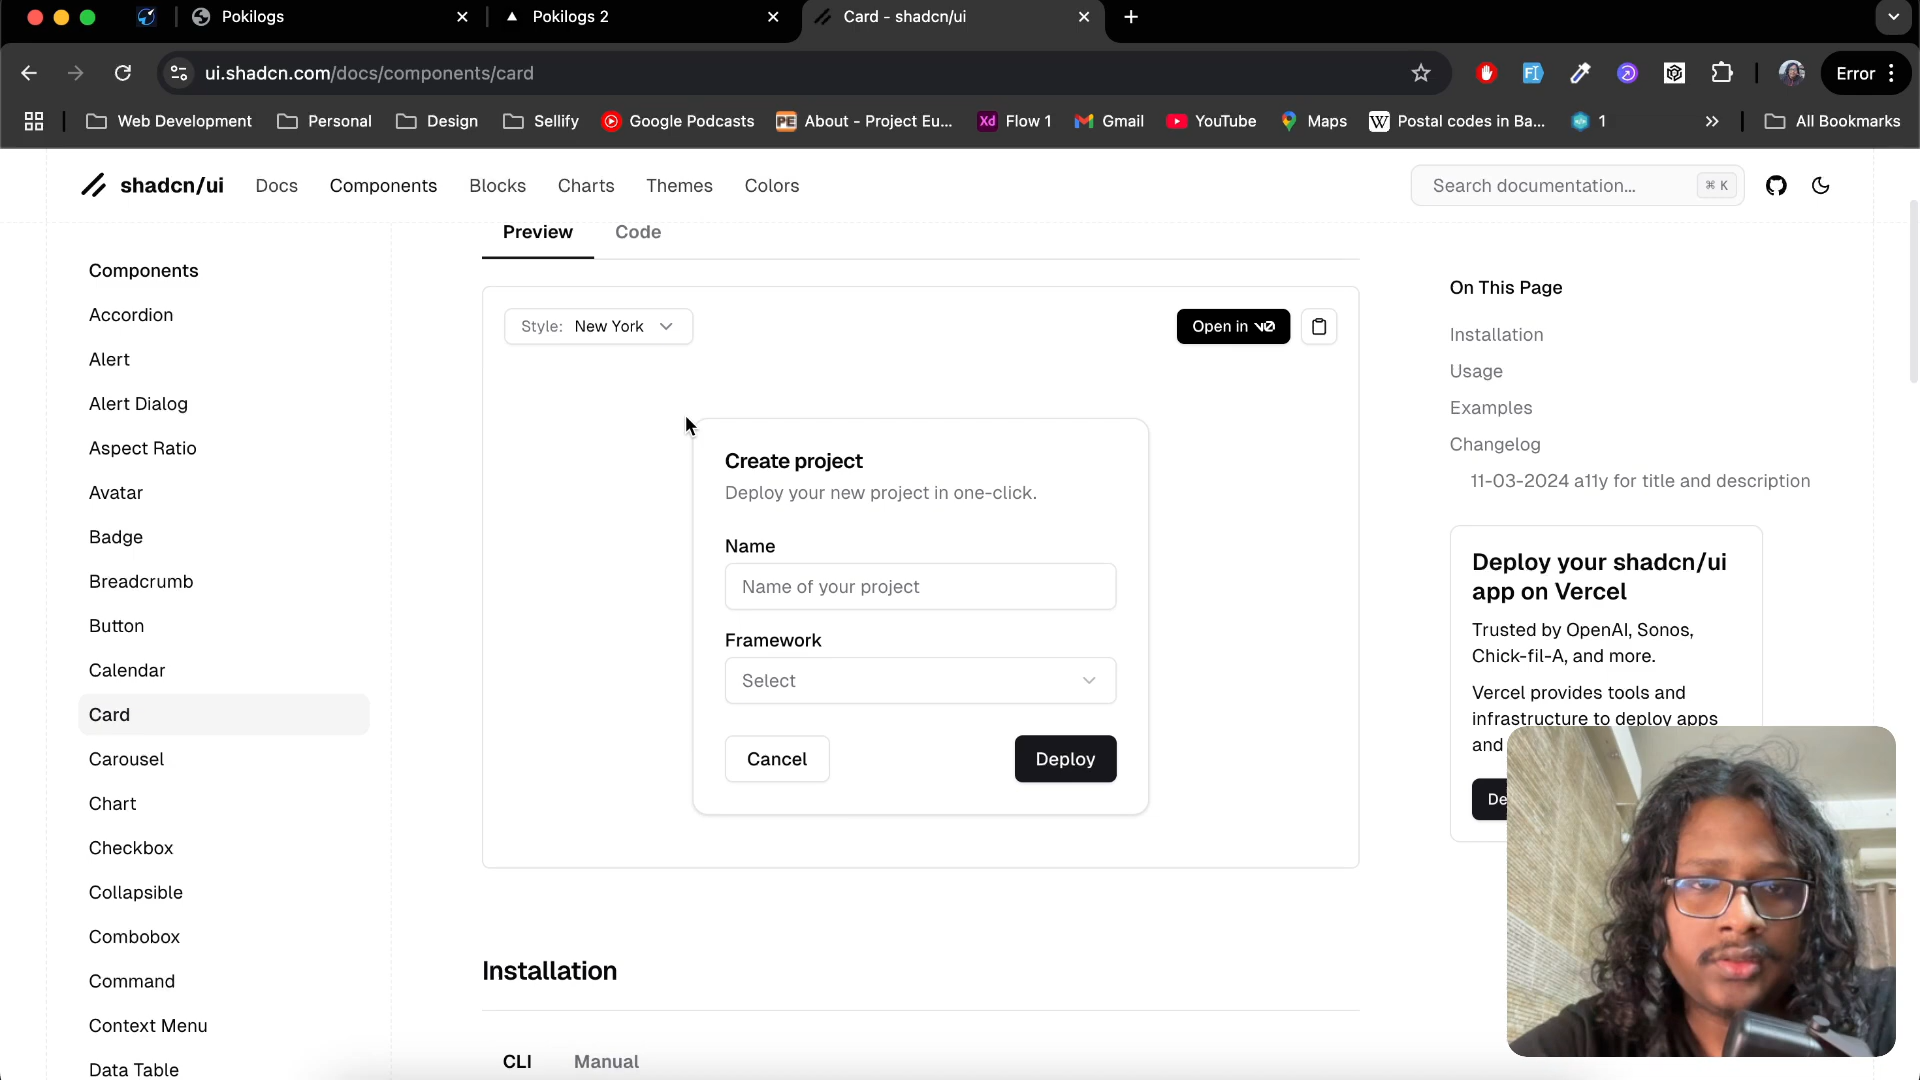 Pokilogs
Pokilogs 2
Card - shadcn/ui
ui.shadcn.com/docs/components/card
Error
Web Development
Personal
Design
Sellify
Google Podcasts
About - Project Eu...
Xd Flow 1
Gmail
YouTube
Maps
W Postal codes in Ba...
1
All Bookmarks
shadcn/ui
Docs
Components
Blocks
Charts
Themes
Colors
Search documentation...
⌘ K
Components
Accordion
Alert
Alert Dialog
Aspect Ratio
Avatar
Badge
Breadcrumb
Button
Calendar
Card
Carousel
Chart
Checkbox
Collapsible
Combobox
Command
Context Menu
Data Table
Preview
Code
Style: New York
Open in v0
Create project
Deploy your new project in one-click.
Name
Name of your project
Framework
Select
Cancel
Deploy
Installation
CLI
Manual
On This Page
Installation
Usage
Examples
Changelog
11-03-2024 a11y for title and description
Deploy your shadcn/ui
app on Vercel
Trusted by OpenAI, Sonos,
Chick-fil-A, and more.
Vercel provides tools and
infrastructure to deploy apps
and
De